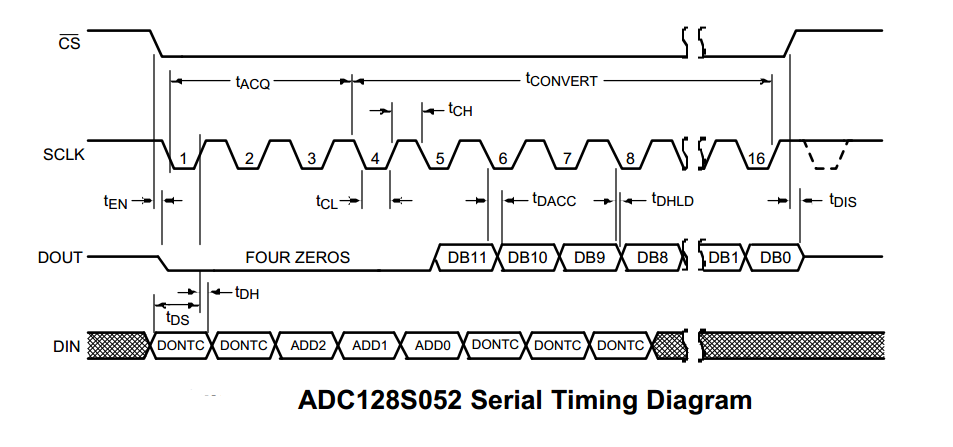 CS
tACQ
tCONVERT
tCH
SCLK
1 2 3 4 5 6 7 8 16
tEN
tCL
tDACC
tDHLD
tDIS
DOUT
FOUR ZEROS
DB11 DB10 DB9 DB8 DB1 DB0
tDH
tDS
DIN
DONTC DONTC ADD2 ADD1 ADD0 DONTC DONTC DONTC
ADC128S052 Serial Timing Diagram